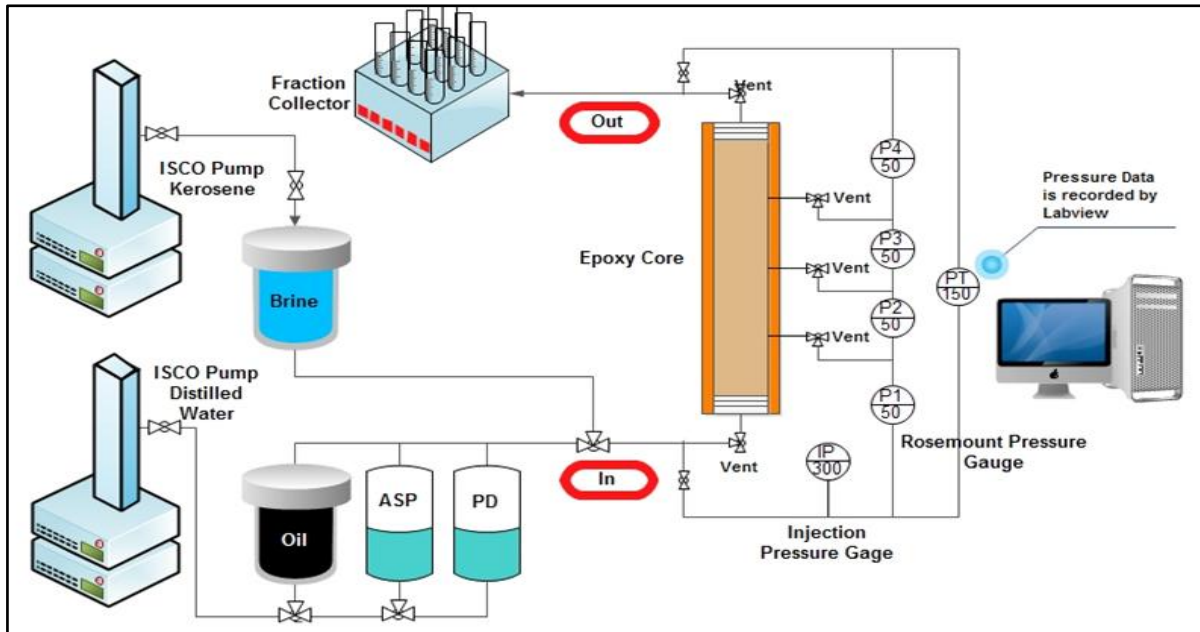 Fraction
Collector
Vent
Out
ISCO Pump
Kerosene
P4
50
Pressure Data
is recorded by
Labview
Vent
Epoxy Core
P3
50
Vent
PT
150
Brine
P2
50
Vent
ISCO Pump
Distilled
Water
P1
50
Rosemount Pressure
Gauge
Vent
In
IP
300
ASP
PD
Oil
Injection
Pressure Gage